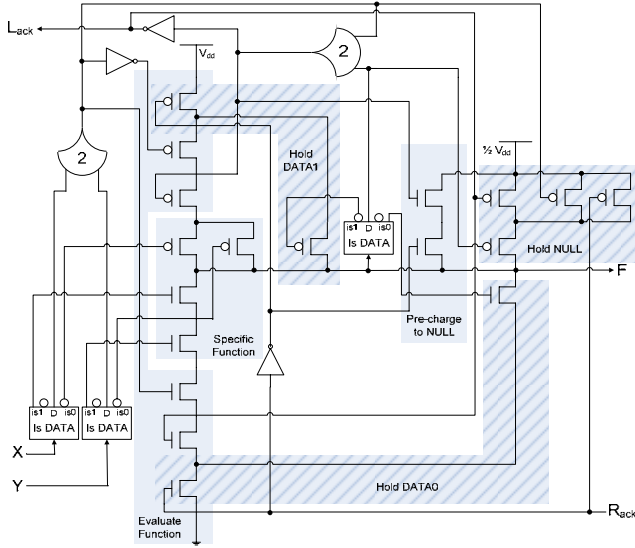 L_ack
2
V_dd
2
½ V_dd
Hold
DATA1
is1 D is0
Is DATA
Hold NULL
F
Specific
Function
Pre-charge
to NULL
is1 D is0
Is DATA
is1 D is0
Is DATA
X
Y
Hold DATA0
R_ack
Evaluate
Function